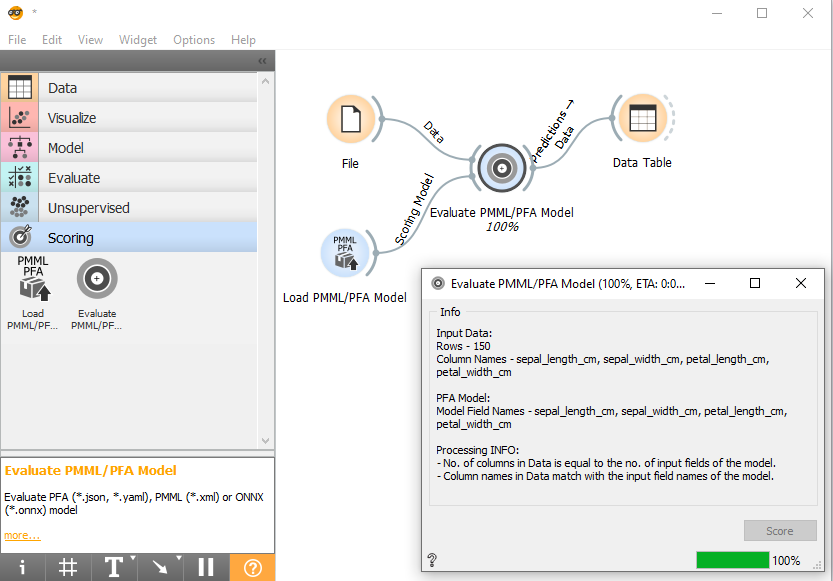 *
File Edit View Widget Options Help
«
Data
Visualize
Model
Evaluate
Unsupervised
Scoring
PMML
PFA
Load
PMML/PF...
Evaluate
PMML/PF...
Evaluate PMML/PFA Model
Evaluate PFA (*.json, *.yaml), PMML (*.xml) or ONNX
(*.onnx) model
more...
i # T ?
File
Data
PMML
PFA
Load PMML/PFA Model
Scoring Model
Evaluate PMML/PFA Model
100%
Predictions →
Data
Data Table
Evaluate PMML/PFA Model (100%, ETA: 0:0...
Info
Input Data:
Rows - 150
Column Names - sepal_length_cm, sepal_width_cm, petal_length_cm,
petal_width_cm
PFA Model:
Model Field Names - sepal_length_cm, sepal_width_cm, petal_length_cm,
petal_width_cm
Processing INFO:
- No. of columns in Data is equal to the no. of input fields of the model.
- Column names in Data match with the input field names of the model.
Score
? 100%